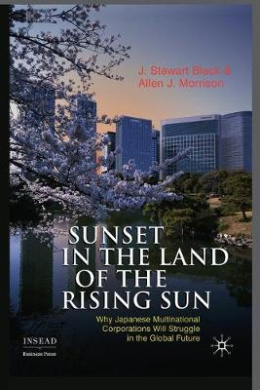 J. Stewart Black &
Allen J. Morrison
SUNSET
IN THE LAND
OF THE
RISING SUN
Why Japanese Multinational
Corporations Will Struggle
in the Global Future
INSEAD
Business Press